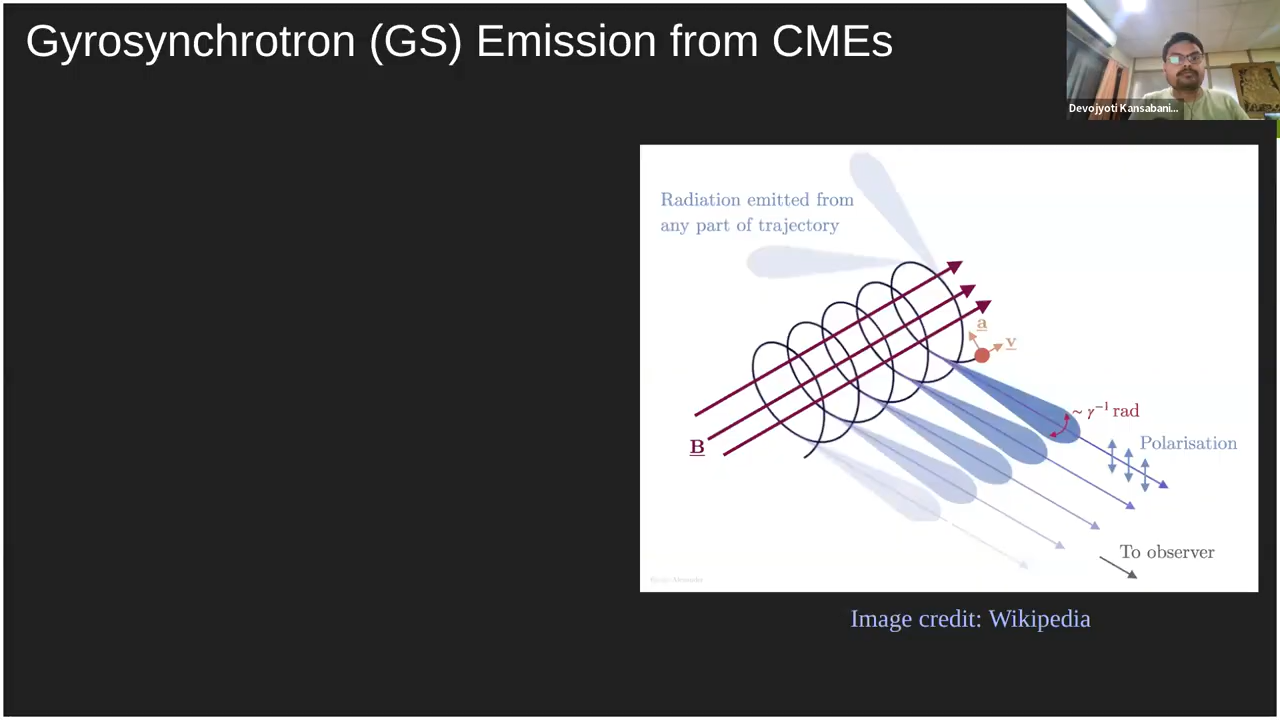 Gyrosynchrotron (GS) Emission from CMEs
Devojyoti Kansabani...
Radiation emitted from
any part of trajectory
a
v
~ γ⁻¹ rad
B
Polarisation
To observer
Image credit: Wikipedia